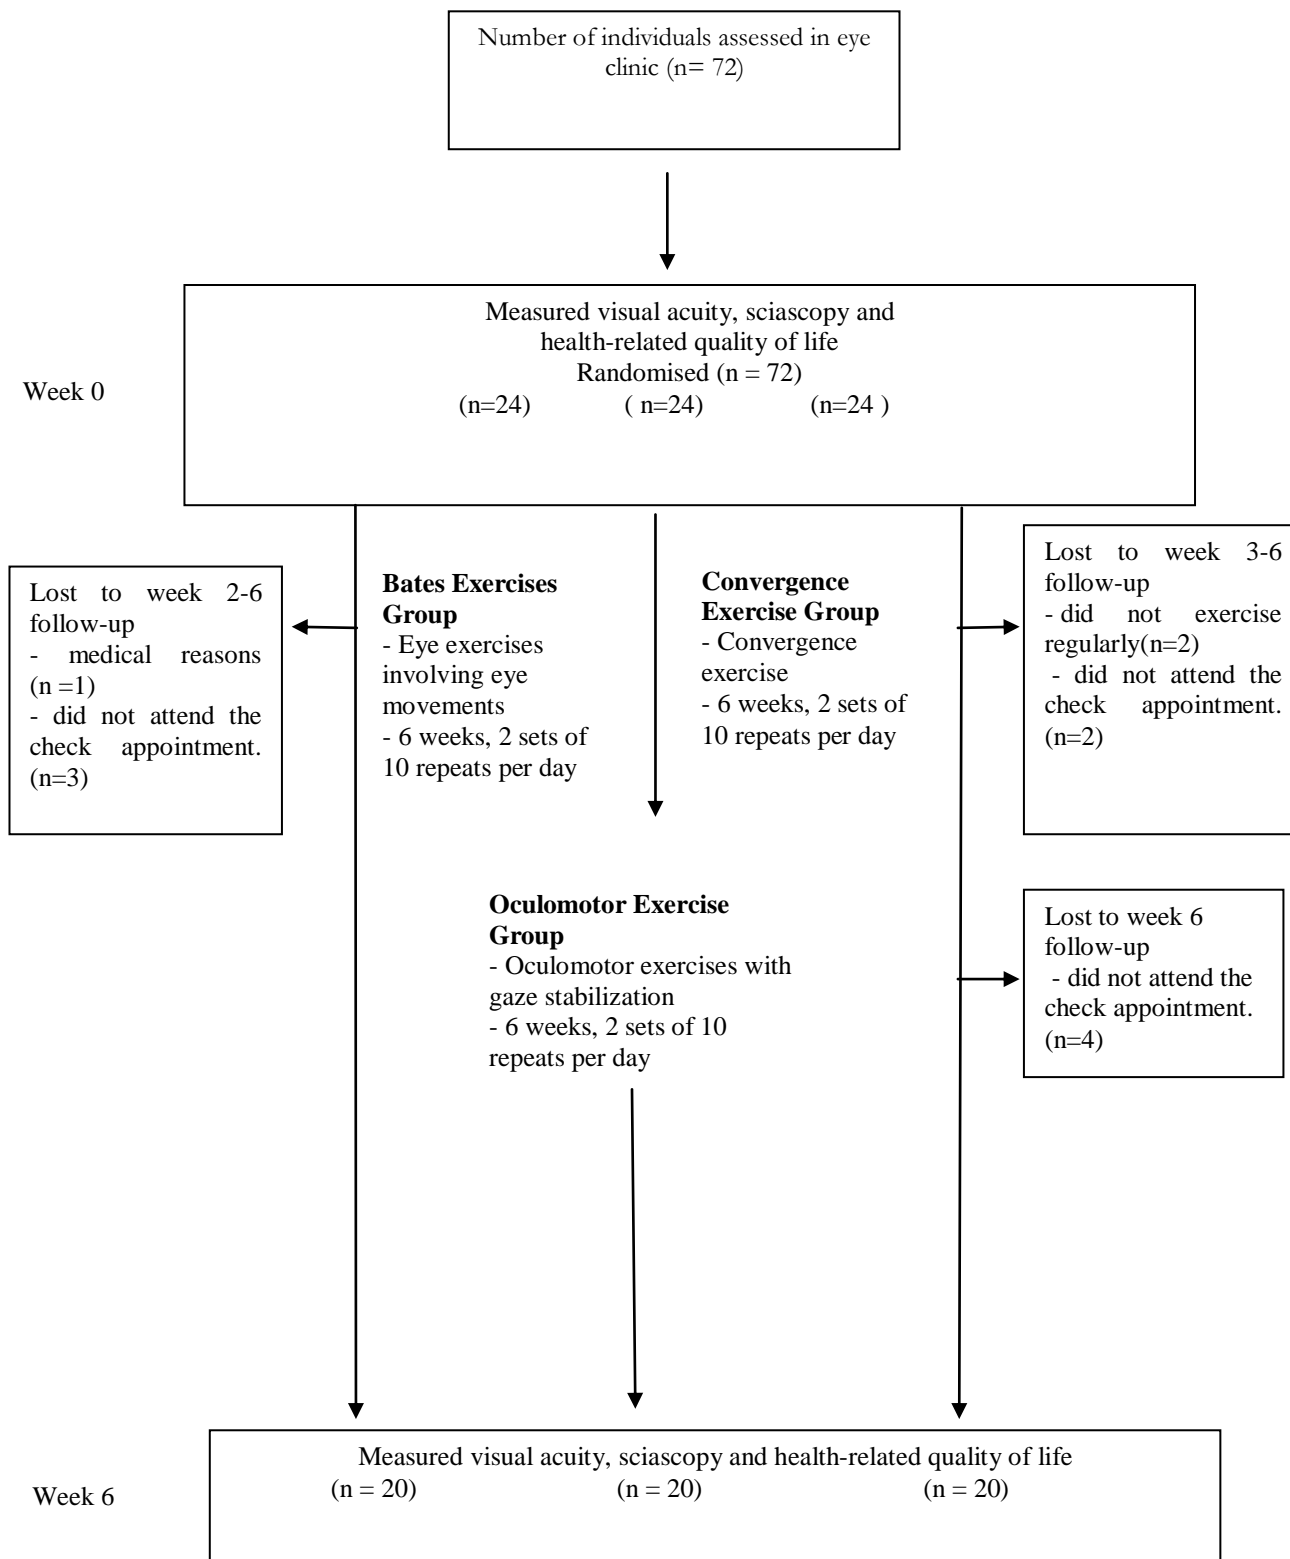 Number of individuals assessed in eye
clinic (n= 72)
Measured visual acuity, sciascopy and
health-related quality of life
Randomised (n = 72)
(n=24) ( n=24) (n=24 )
Week 0
Lost to week 2-6
follow-up
- medical reasons
(n =1)
- did not attend the
check appointment.
(n=3)
Bates Exercises
Group
- Eye exercises
involving eye
movements
- 6 weeks, 2 sets of
10 repeats per day
Convergence
Exercise Group
- Convergence
exercise
- 6 weeks, 2 sets of
10 repeats per day
Lost to week 3-6
follow-up
- did not exercise
regularly(n=2)
- did not attend the
check appointment.
(n=2)
Oculomotor Exercise
Group
- Oculomotor exercises with
gaze stabilization
- 6 weeks, 2 sets of 10
repeats per day
Lost to week 6
follow-up
- did not attend the
check appointment.
(n=4)
Measured visual acuity, sciascopy and health-related quality of life
(n = 20) (n = 20) (n = 20)
Week 6